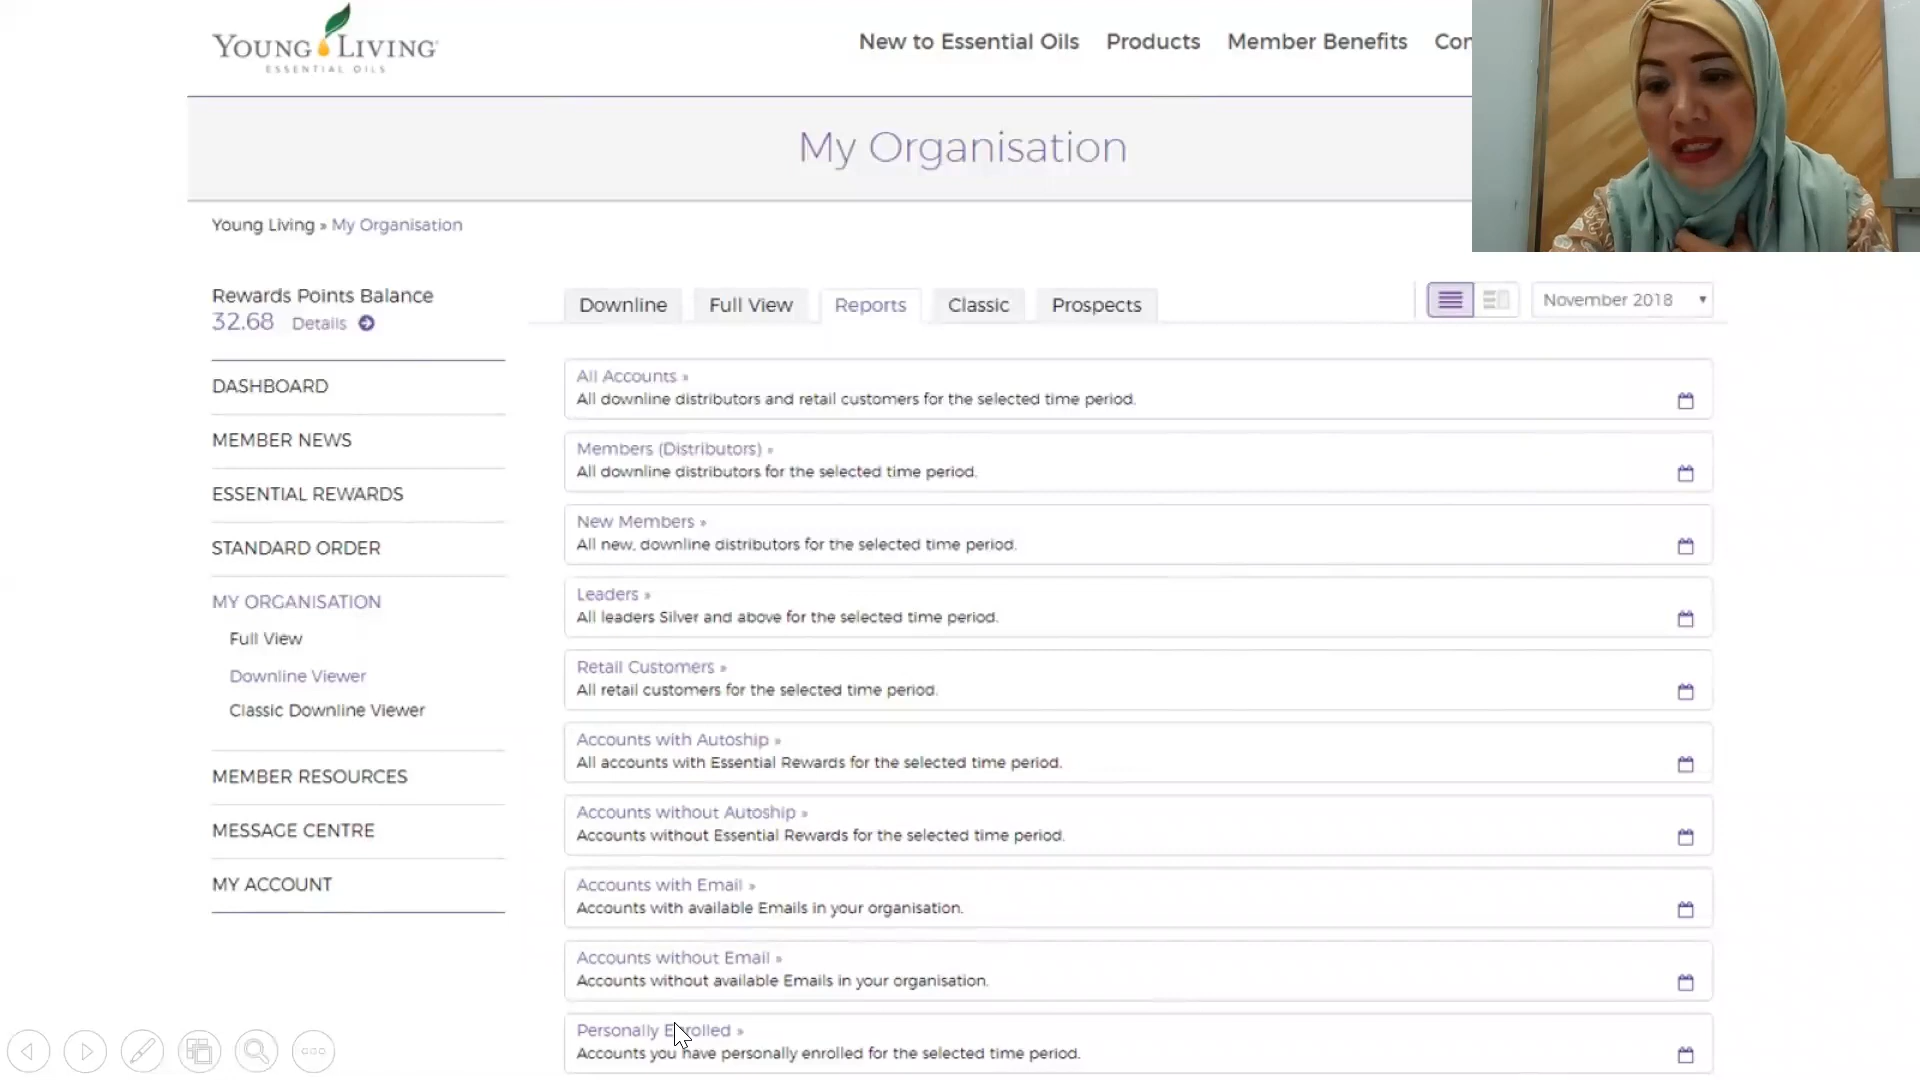 YOUNG LIVING
ESSENTIAL OILS
New to Essential Oils Products Member Benefits Con
My Organisation
Young Living » My Organisation
Rewards Points Balance
32.68 Details
DASHBOARD
MEMBER NEWS
ESSENTIAL REWARDS
STANDARD ORDER
MY ORGANISATION
Full View
Downline Viewer
Classic Downline Viewer
MEMBER RESOURCES
MESSAGE CENTRE
MY ACCOUNT
Downline Full View Reports Classic Prospects
November 2018
All Accounts »
All downline distributors and retail customers for the selected time period.
Members (Distributors) »
All downline distributors for the selected time period.
New Members »
All new, downline distributors for the selected time period.
Leaders »
All leaders Silver and above for the selected time period.
Retail Customers »
All retail customers for the selected time period.
Accounts with Autoship »
All accounts with Essential Rewards for the selected time period.
Accounts without Autoship »
Accounts without Essential Rewards for the selected time period.
Accounts with Email »
Accounts with available Emails in your organisation.
Accounts without Email »
Accounts without available Emails in your organisation.
Personally Enrolled »
Accounts you have personally enrolled for the selected time period.